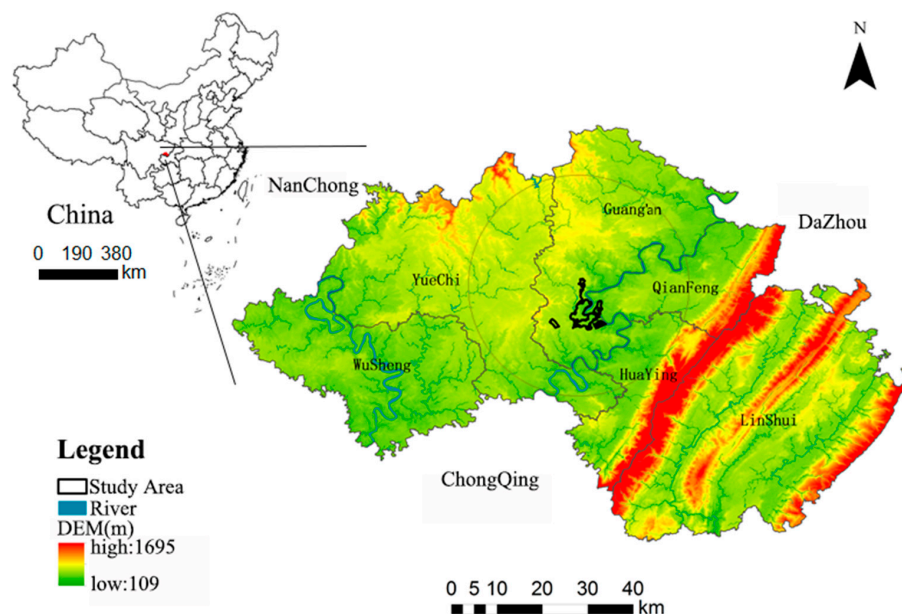 N
NanChong
China
0 190 380
km
Guang'an
DaZhou
YueChi
QianFeng
WuSheng
HuaYing
LinShui
Legend
Study Area
River
DEM(m)
high:1695
low:109
ChongQing
0 5 10 20 30 40
km